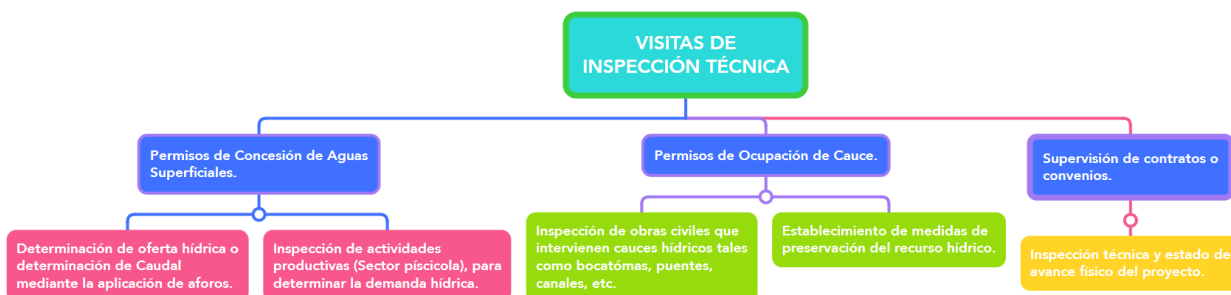 VISITAS DE
INSPECCIÓN TÉCNICA
Permisos de Concesión de Aguas
Superficiales.
Permisos de Ocupación de Cauce.
Supervisión de contratos o
convenios.
Determinación de oferta hídrica o
determinación de Caudal
mediante la aplicación de aforos.
Inspección de actividades
productivas (Sector píscicola), para
determinar la demanda hídrica.
Inspección de obras civiles que
intervienen cauces hídricos tales
como bocatómas, puentes,
canales, etc.
Establecimiento de medidas de
preservación del recurso hídrico.
Inspección técnica y estado de
avance físico del proyecto.